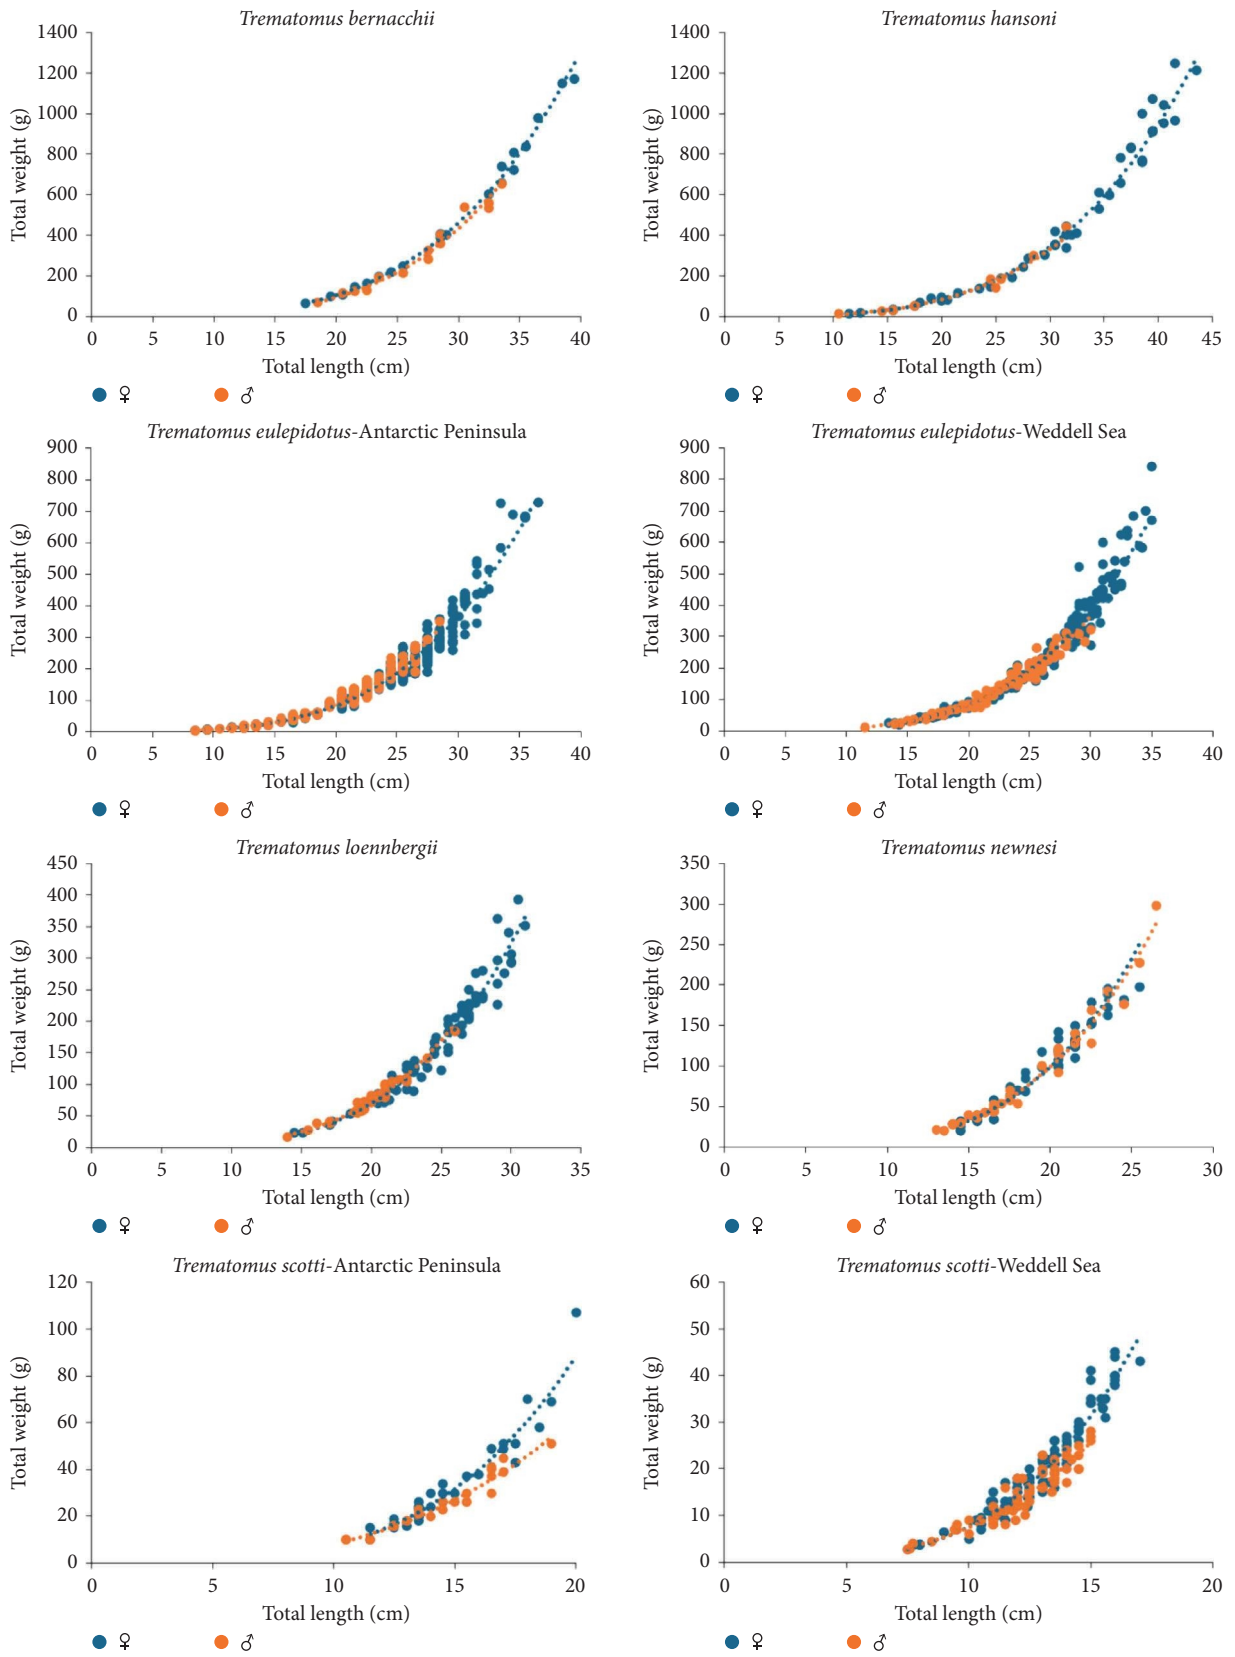 Trematomus bernacchii
Total weight (g)
1400
1200
1000
800
600
400
200
0
0 5 10 15 20 25 30 35 40
Total length (cm)
♀ ♂
Trematomus hansoni
Total weight (g)
1400
1200
1000
800
600
400
200
0
0 5 10 15 20 25 30 35 40 45
Total length (cm)
♀ ♂
Trematomus eulepidotus-Antarctic Peninsula
Total weight (g)
900
800
700
600
500
400
300
200
100
0
0 5 10 15 20 25 30 35 40
Total length (cm)
♀ ♂
Trematomus eulepidotus-Weddell Sea
Total weight (g)
900
800
700
600
500
400
300
200
100
0
0 5 10 15 20 25 30 35 40
Total length (cm)
♀ ♂
Trematomus loennbergii
Total weight (g)
450
400
350
300
250
200
150
100
50
0
0 5 10 15 20 25 30 35
Total length (cm)
♀ ♂
Trematomus newnesi
Total weight (g)
350
300
250
200
150
100
50
0
0 5 10 15 20 25 30
Total length (cm)
♀ ♂
Trematomus scotti-Antarctic Peninsula
Total weight (g)
120
100
80
60
40
20
0
0 5 10 15 20
Total length (cm)
♀ ♂
Trematomus scotti-Weddell Sea
Total weight (g)
60
50
40
30
20
10
0
0 5 10 15 20
Total length (cm)
♀ ♂